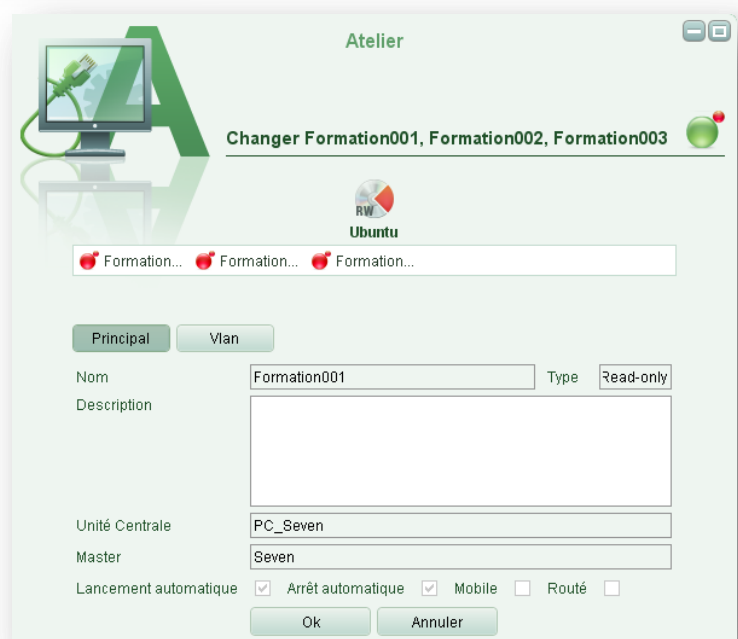 Atelier
Changer Formation001, Formation002, Formation003
RW
Ubuntu
Formation... Formation... Formation...
Principal Vlan
Nom Formation001 Type Read-only
Description
Unité Centrale PC_Seven
Master Seven
Lancement automatique Arrêt automatique Mobile Routé
Ok Annuler